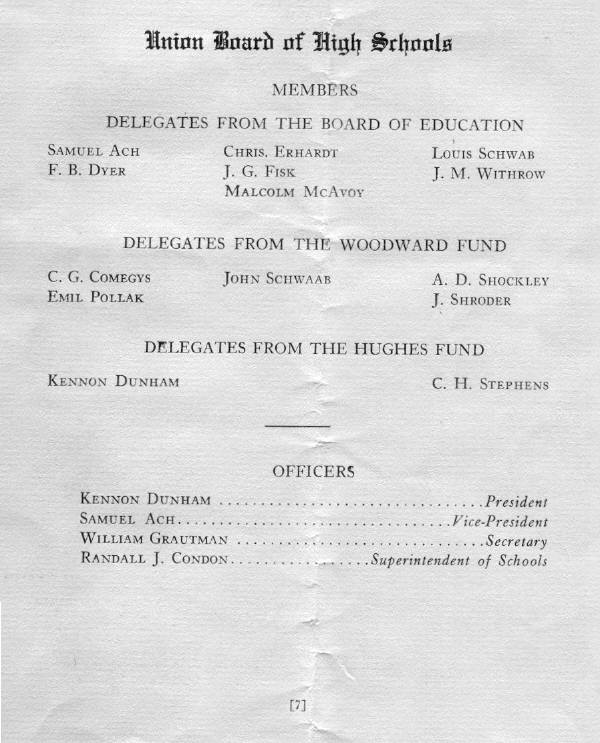 Union Board of High Schools
MEMBERS
DELEGATES FROM THE BOARD OF EDUCATION
SAMUEL ACH CHRIS. ERHARDT LOUIS SCHWAB
F. B. DYER J. G. FISK J. M. WITHROW
MALCOLM MCAVOY
DELEGATES FROM THE WOODWARD FUND
C. G. COMEGYS JOHN SCHWAAB A. D. SHOCKLEY
EMIL POLLAK J. SHRODER
DELEGATES FROM THE HUGHES FUND
KENNON DUNHAM C. H. STEPHENS
OFFICERS
KENNON DUNHAM ................................President
SAMUEL ACH.................................Vice-President
WILLIAM GRAUTMAN .................................Secretary
RANDALL J. CONDON.................Superintendent of Schools
[7]